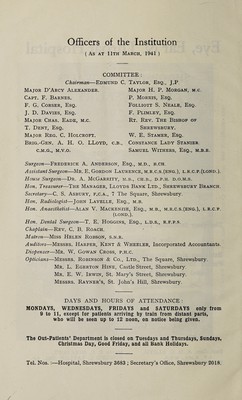 Officers of the Institution
( As at 11th March, 1941 )
COMMITTEE :
Chairman—Edmund C. Taylor, Esq., J.P
Major D'Arcy Alexander.
Capt. F. Barnes,
F. G. Corser, Esq.
J. D. Davies, Esq.
Major Chas. Eade, M.C.
T. Dent, Esq.
Major Reg. C. Holcroft.
Brig.-Gen. A. H. O. Lloyd, C.B., C.M.G., M.V.O.
Major H. P. Morgan, M.C.
P. Morris, Esq.
Folliott S. Neale, Esq.
F. Plimley, Esq.
Rt. Rev. The Bishop of Shrewsbury.
W. E. Stamer, Esq.
Constance Lady Stanier.
Samuel Withers, Esq., M.B.E.
Surgeon—Frederick A. Anderson, Esq., M.D., B.CH.
Assistant Surgeon—Mr. E. Gordon Laurence, M.R.C.S.(ENG.), L.R.C.P.(LOND.).
House Surgeon—Dr. A. McGarrity, M.D., CH.B., D.P.H. D.O.M.S.
Hon. Treasurer—The Manager, Lloyds Bank Ltd., Shrewsbury Branch.
Secretary—C. S. Asbury, F.C.A., 7 The Square, Shrewsbury.
Hon. Radiologist—John Lavelle, Esq., M.B.
Hon. Anæsthetist—Alan V. Mackenzie, Esq., M.B., M.R.C.S.(ENG.), L.R.C.P. (LOND.).
Hon. Dental Surgeon—T. E. Higgins, Esq., L.D.S., R.F.P.S.
Chaplain—Rev. C. B. Roach.
Matron—Miss Helen Robson, S.R.N.
Auditors—Messrs. Harper, Kent & Wheeler, Incorporated Accountants.
Dispenser—Mr. W. Gowan Cross, F.N.O.
Opticians—Messrs. Robinson & Co., Ltd., The Square, Shrewsbury.
Mr. L. Egerton Hine, Castle Street, Shrewsbury.
Mr. E. W. Ismun, St. Mary's Street, Shrewsbury.
Messrs. Rayner's, St. John's Hill, Shrewsbury.
DAYS AND HOURS OF ATTENDANCE :
MONDAYS, WEDNESDAYS, FRIDAYS and SATURDAYS only from
9 to 11, except for patients arriving by train from distant parts,
who will be seen up to 12 noon, on notice being given.
The Out-Patients' Department is closed on Tuesdays and Thursdays, Sundays,
Christmas Day, Good Friday, and all Bank Holidays.
Tel. Nos. :—Hospital, Shrewsbury 3683 ; Secretary's Office, Shrewsbury 2018.